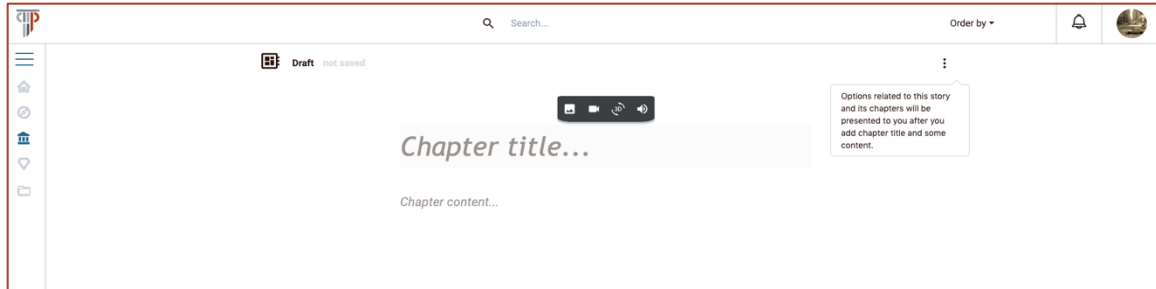 Search...
Order by
Draft not saved
3D
Options related to this story
and its chapters will be
presented to you after you
add chapter title and some
content.
Chapter title...
Chapter content...